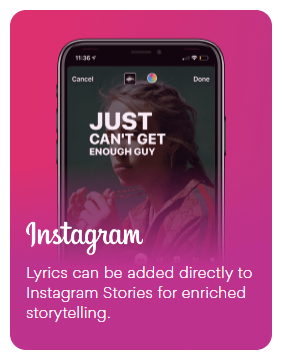 11:36
Cancel
Done
JUST
CAN'T GET
ENOUGH GUY
Instagram
Lyrics can be added directly to
Instagram Stories for enriched
storytelling.